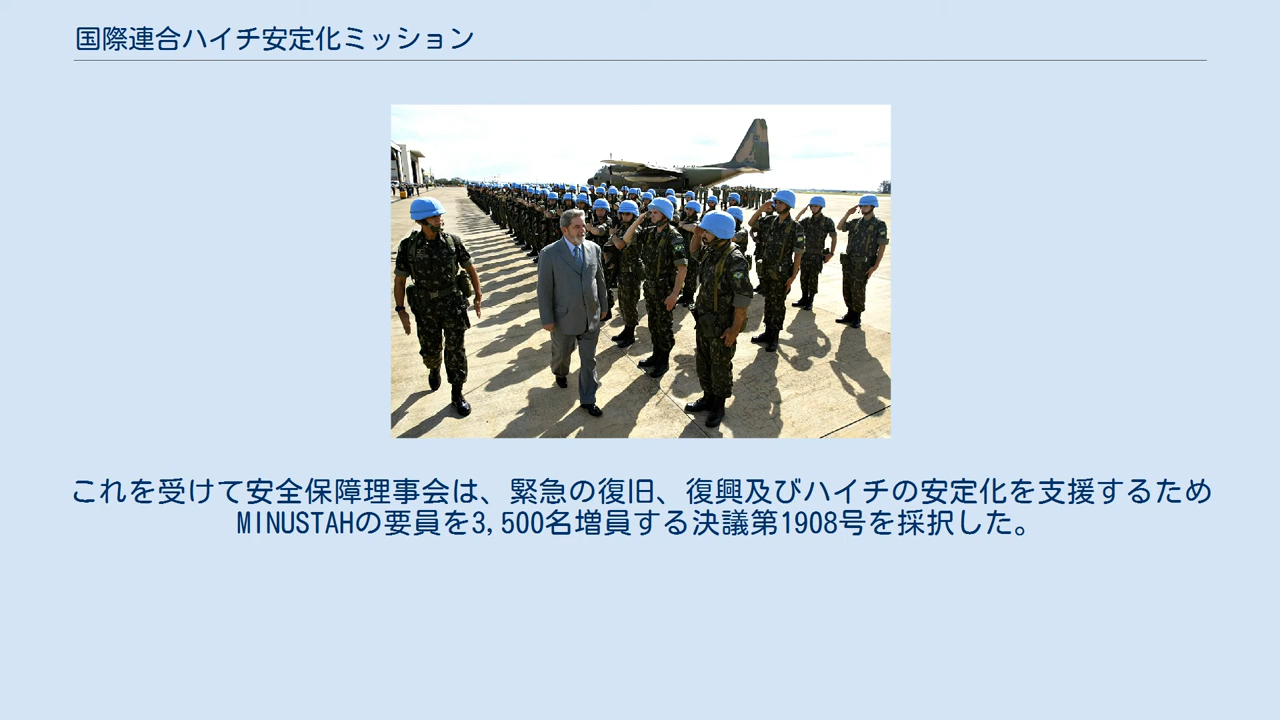 国際連合ハイチ安定化ミッション
これを受けて安全保障理事会は、緊急の復旧、復興及びハイチの安定化を支援するため
MINUSTAHの要員を3,500名増員する決議第1908号を採択した。